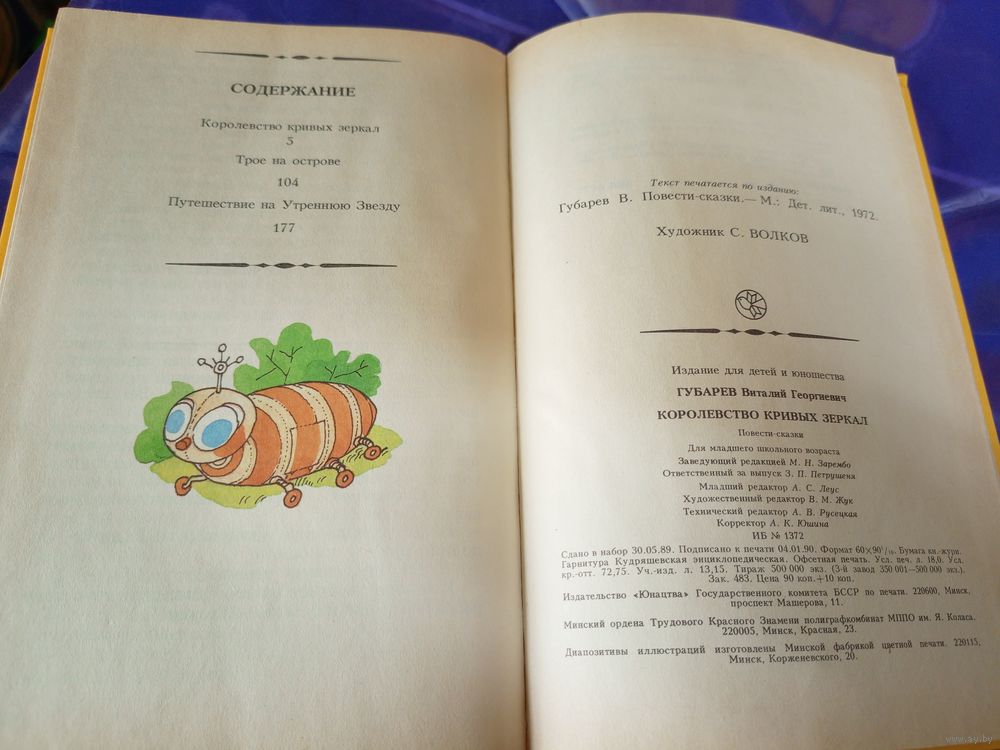 СОДЕРЖАНИЕ
Королевство кривых зеркал
5
Трое на острове
104
Путешествие на Утреннюю Звезду
177
Текст печатается по изданию:
Губарев В. Повести-сказки.— М.: Дет. лит., 1972.
Художник С. ВОЛКОВ
Издание для детей и юношества
ГУБАРЕВ Виталий Георгиевич
КОРОЛЕВСТВО КРИВЫХ ЗЕРКАЛ
Повести-сказки
Для младшего школьного возраста
Заведующий редакцией М. Н. Зарембо
Ответственный за выпуск З. П. Петрушеня
Младший редактор А. С. Леус
Художественный редактор В. М. Жук
Технический редактор А. В. Русецкая
Корректор А. К. Юшина
ИБ № 1372
Сдано в набор 30.05.89. Подписано к печати 04.01.90. Формат 60×90¹/₁₆. Бумага кн.-журн.
Гарнитура Кудряшевская энциклопедическая. Офсетная печать. Усл. печ. л. 18,0. Усл.
кр.-отт. 72,75. Уч.-изд. л. 13,15. Тираж 500 000 экз. (3-й завод 350 001—500 000 экз.).
Зак. 483. Цена 90 коп.+10 коп.
Издательство «Юнацтва» Государственного комитета БССР по печати. 220600, Минск,
проспект Машерова, 11.
Минский ордена Трудового Красного Знамени полиграфкомбинат МППО им. Я. Коласа.
220005, Минск, Красная, 23.
Диапозитивы иллюстраций изготовлены Минской фабрикой цветной печати. 220115,
Минск, Корженевского, 20.
www.ay.by